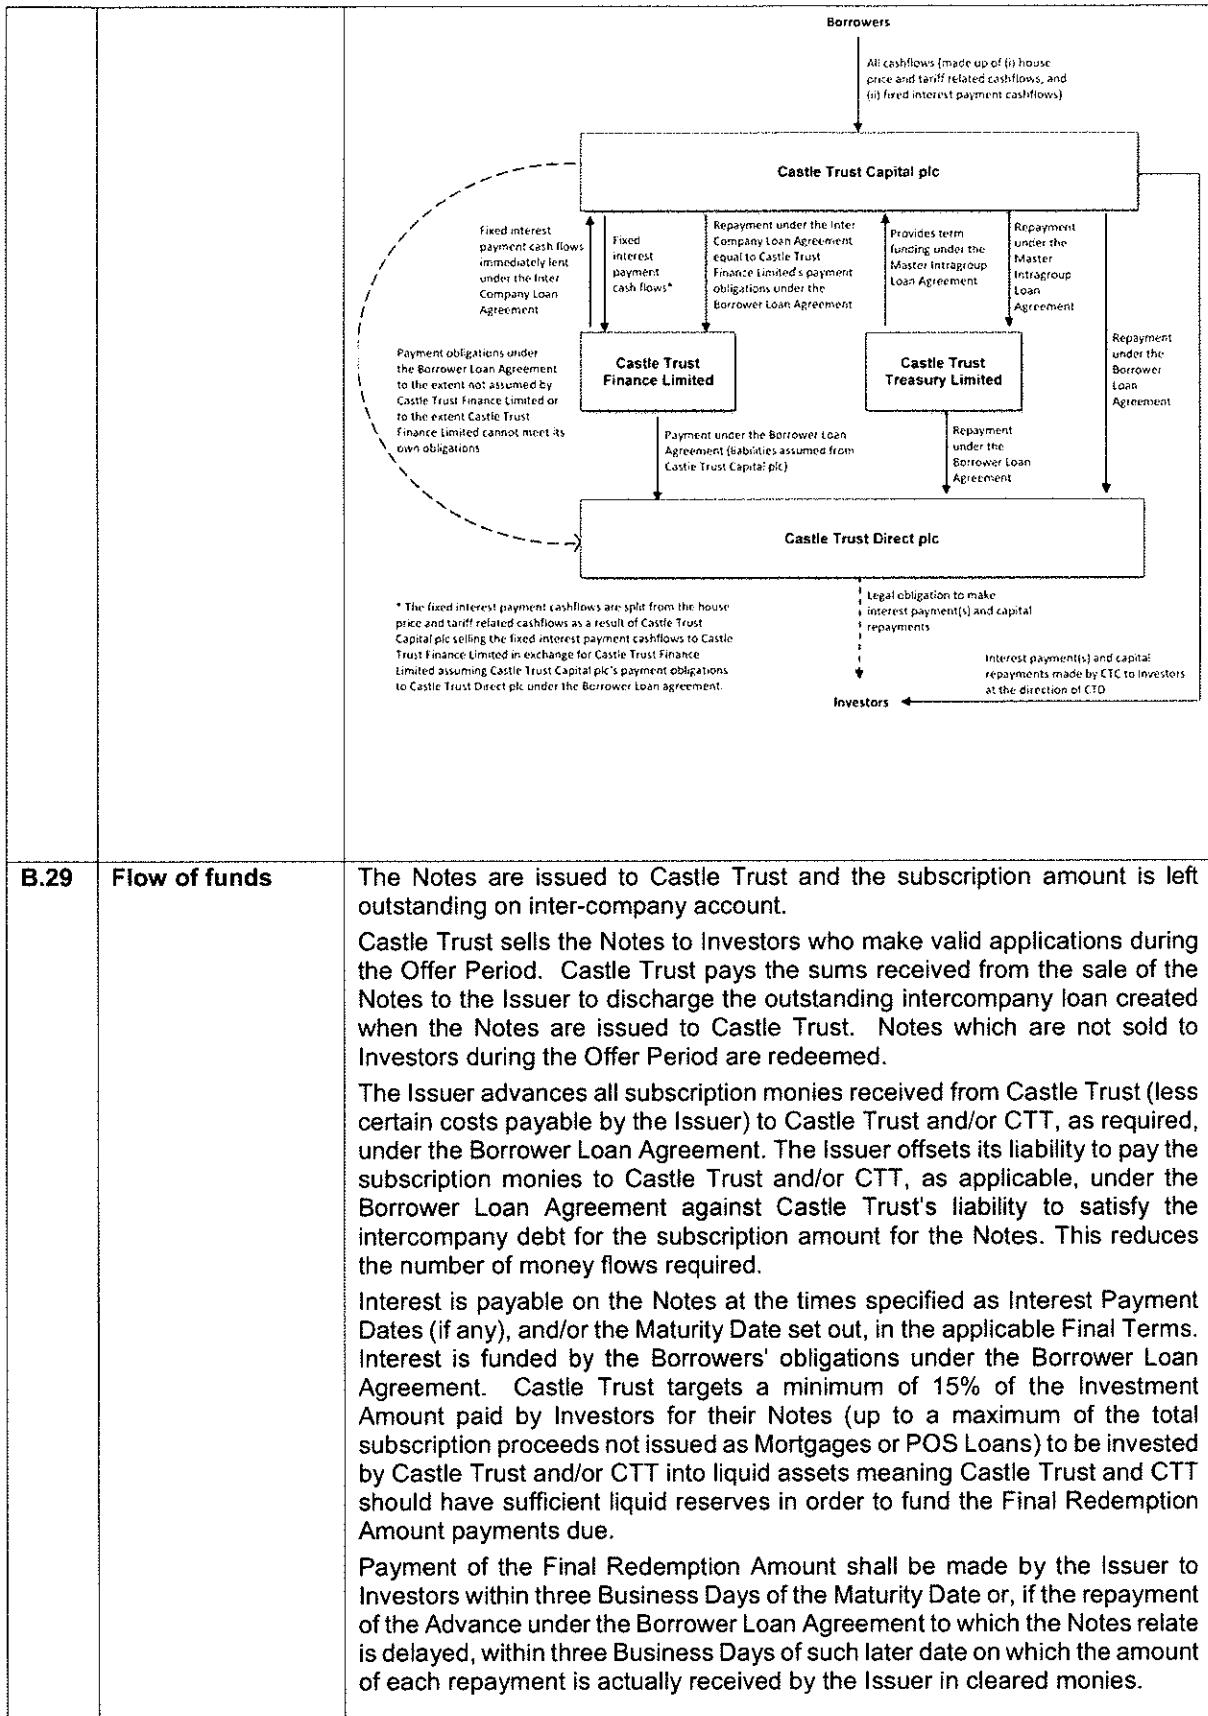 Borrowers
All cashflows (made up of (i) house
price and tariff related cashflows, and
(ii) fixed interest payment cashflows)
Castle Trust Capital plc
Fixed interest
payment cash flows
immediately lent
under the Inter
Company Loan
Agreement
Fixed
interest
payment
cash flows*
Repayment under the Inter
Company Loan Agreement
equal to Castle Trust
Finance Limited's payment
obligations under the
Borrower Loan Agreement
Provides term
funding under the
Master Intragroup
Loan Agreement
Repayment
under the
Master
Intragroup
Loan
Agreement
Repayment
under the
Borrower
Loan
Agreement
Payment obligations under
the Borrower Loan Agreement
to the extent not assumed by
Castle Trust Finance Limited or
to the extent Castle Trust
Finance Limited cannot meet its
own obligations
Castle Trust
Finance Limited
Castle Trust
Treasury Limited
Payment under the Borrower Loan
Agreement (liabilities assumed from
Castle Trust Capital plc)
Repayment
under the
Borrower Loan
Agreement
Castle Trust Direct plc
* The fixed interest payment cashflows are split from the house
price and tariff related cashflows as a result of Castle Trust
Capital plc selling the fixed interest payment cashflows to Castle
Trust Finance Limited in exchange for Castle Trust Finance
Limited assuming Castle Trust Capital plc's payment obligations
to Castle Trust Direct plc under the Borrower Loan agreement.
Legal obligation to make
interest payment(s) and capital
repayments
Interest payment(s) and capital
repayments made by CTC to Investors
at the direction of CTD
Investors
B.29 Flow of funds
The Notes are issued to Castle Trust and the subscription amount is left
outstanding on inter-company account.
Castle Trust sells the Notes to Investors who make valid applications during
the Offer Period. Castle Trust pays the sums received from the sale of the
Notes to the Issuer to discharge the outstanding intercompany loan created
when the Notes are issued to Castle Trust. Notes which are not sold to
Investors during the Offer Period are redeemed.
The Issuer advances all subscription monies received from Castle Trust (less
certain costs payable by the Issuer) to Castle Trust and/or CTT, as required,
under the Borrower Loan Agreement. The Issuer offsets its liability to pay the
subscription monies to Castle Trust and/or CTT, as applicable, under the
Borrower Loan Agreement against Castle Trust's liability to satisfy the
intercompany debt for the subscription amount for the Notes. This reduces
the number of money flows required.
Interest is payable on the Notes at the times specified as Interest Payment
Dates (if any), and/or the Maturity Date set out, in the applicable Final Terms.
Interest is funded by the Borrowers' obligations under the Borrower Loan
Agreement. Castle Trust targets a minimum of 15% of the Investment
Amount paid by Investors for their Notes (up to a maximum of the total
subscription proceeds not issued as Mortgages or POS Loans) to be invested
by Castle Trust and/or CTT into liquid assets meaning Castle Trust and CTT
should have sufficient liquid reserves in order to fund the Final Redemption
Amount payments due.
Payment of the Final Redemption Amount shall be made by the Issuer to
Investors within three Business Days of the Maturity Date or, if the repayment
of the Advance under the Borrower Loan Agreement to which the Notes relate
is delayed, within three Business Days of such later date on which the amount
of each repayment is actually received by the Issuer in cleared monies.